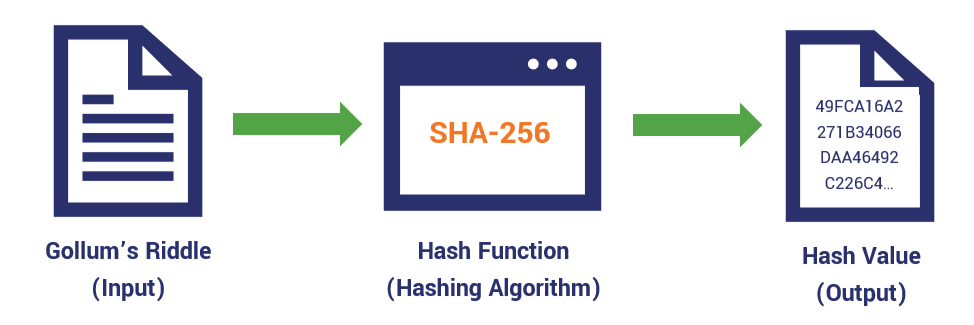 SHA-256
49FCA16A2
271B34066
DAA46492
C226C4...
Gollum's Riddle
(Input)
Hash Function
(Hashing Algorithm)
Hash Value
(Output)